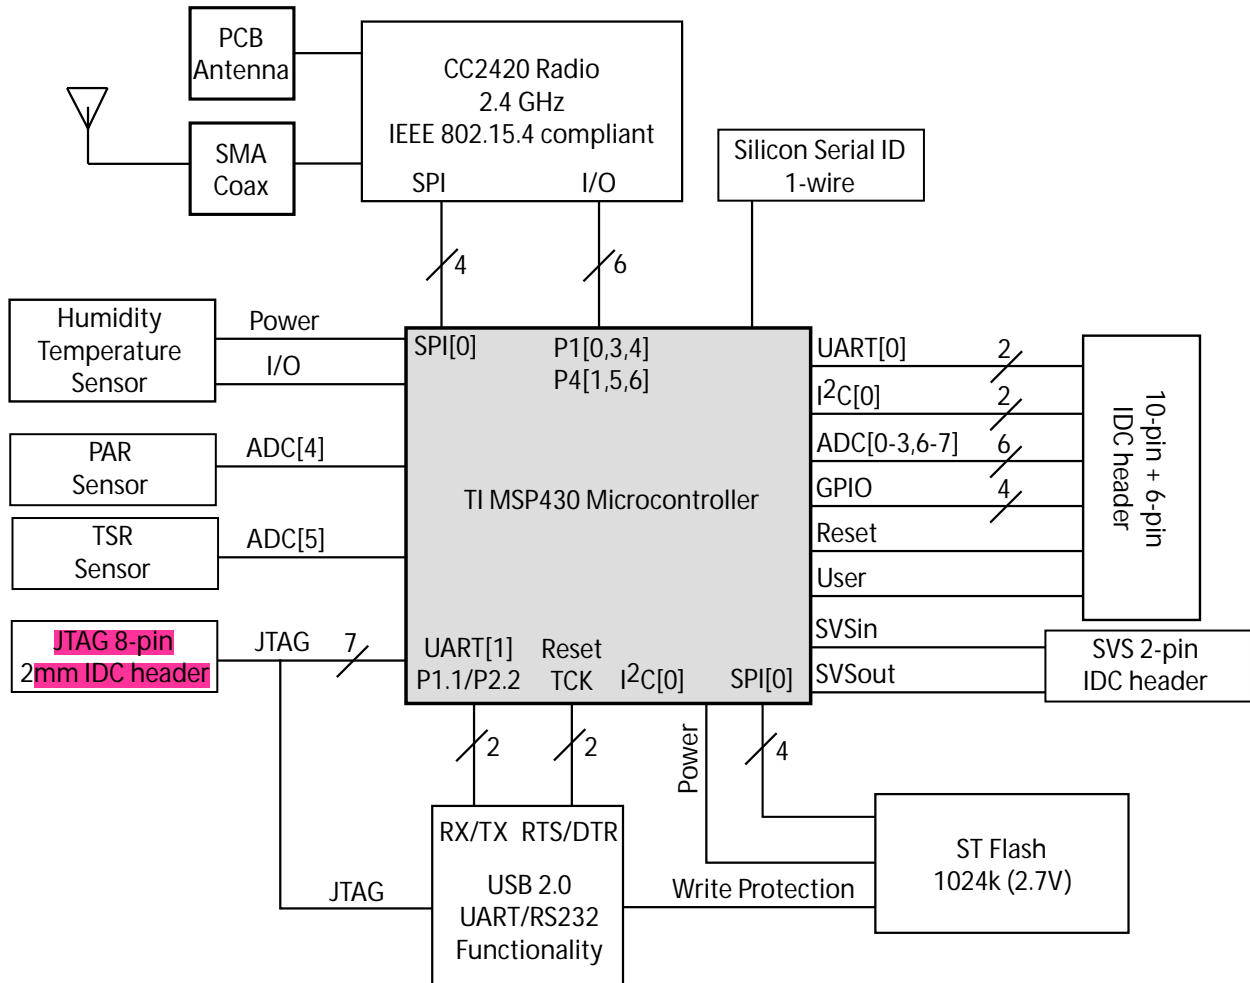 PCB
Antenna
CC2420 Radio
2.4 GHz
IEEE 802.15.4 compliant
SPI
I/O
SMA
Coax
Silicon Serial ID
1-wire
4
6
Humidity
Temperature
Sensor
Power
I/O
SPI[0]
P1[0,3,4]
P4[1,5,6]
UART[0]
2
I2C[0]
2
ADC[0-3,6-7]
6
GPIO
4
Reset
User
10-pin + 6-pin
IDC header
PAR
Sensor
ADC[4]
TI MSP430 Microcontroller
TSR
Sensor
ADC[5]
JTAG 8-pin
2mm IDC header
JTAG
7
UART[1]
P1.1/P2.2
Reset
TCK
I2C[0]
SPI[0]
SVSin
SVSout
SVS 2-pin
IDC header
2
2
Power
4
RX/TX
RTS/DTR
USB 2.0
UART/RS232
Functionality
JTAG
Write Protection
ST Flash
1024k (2.7V)